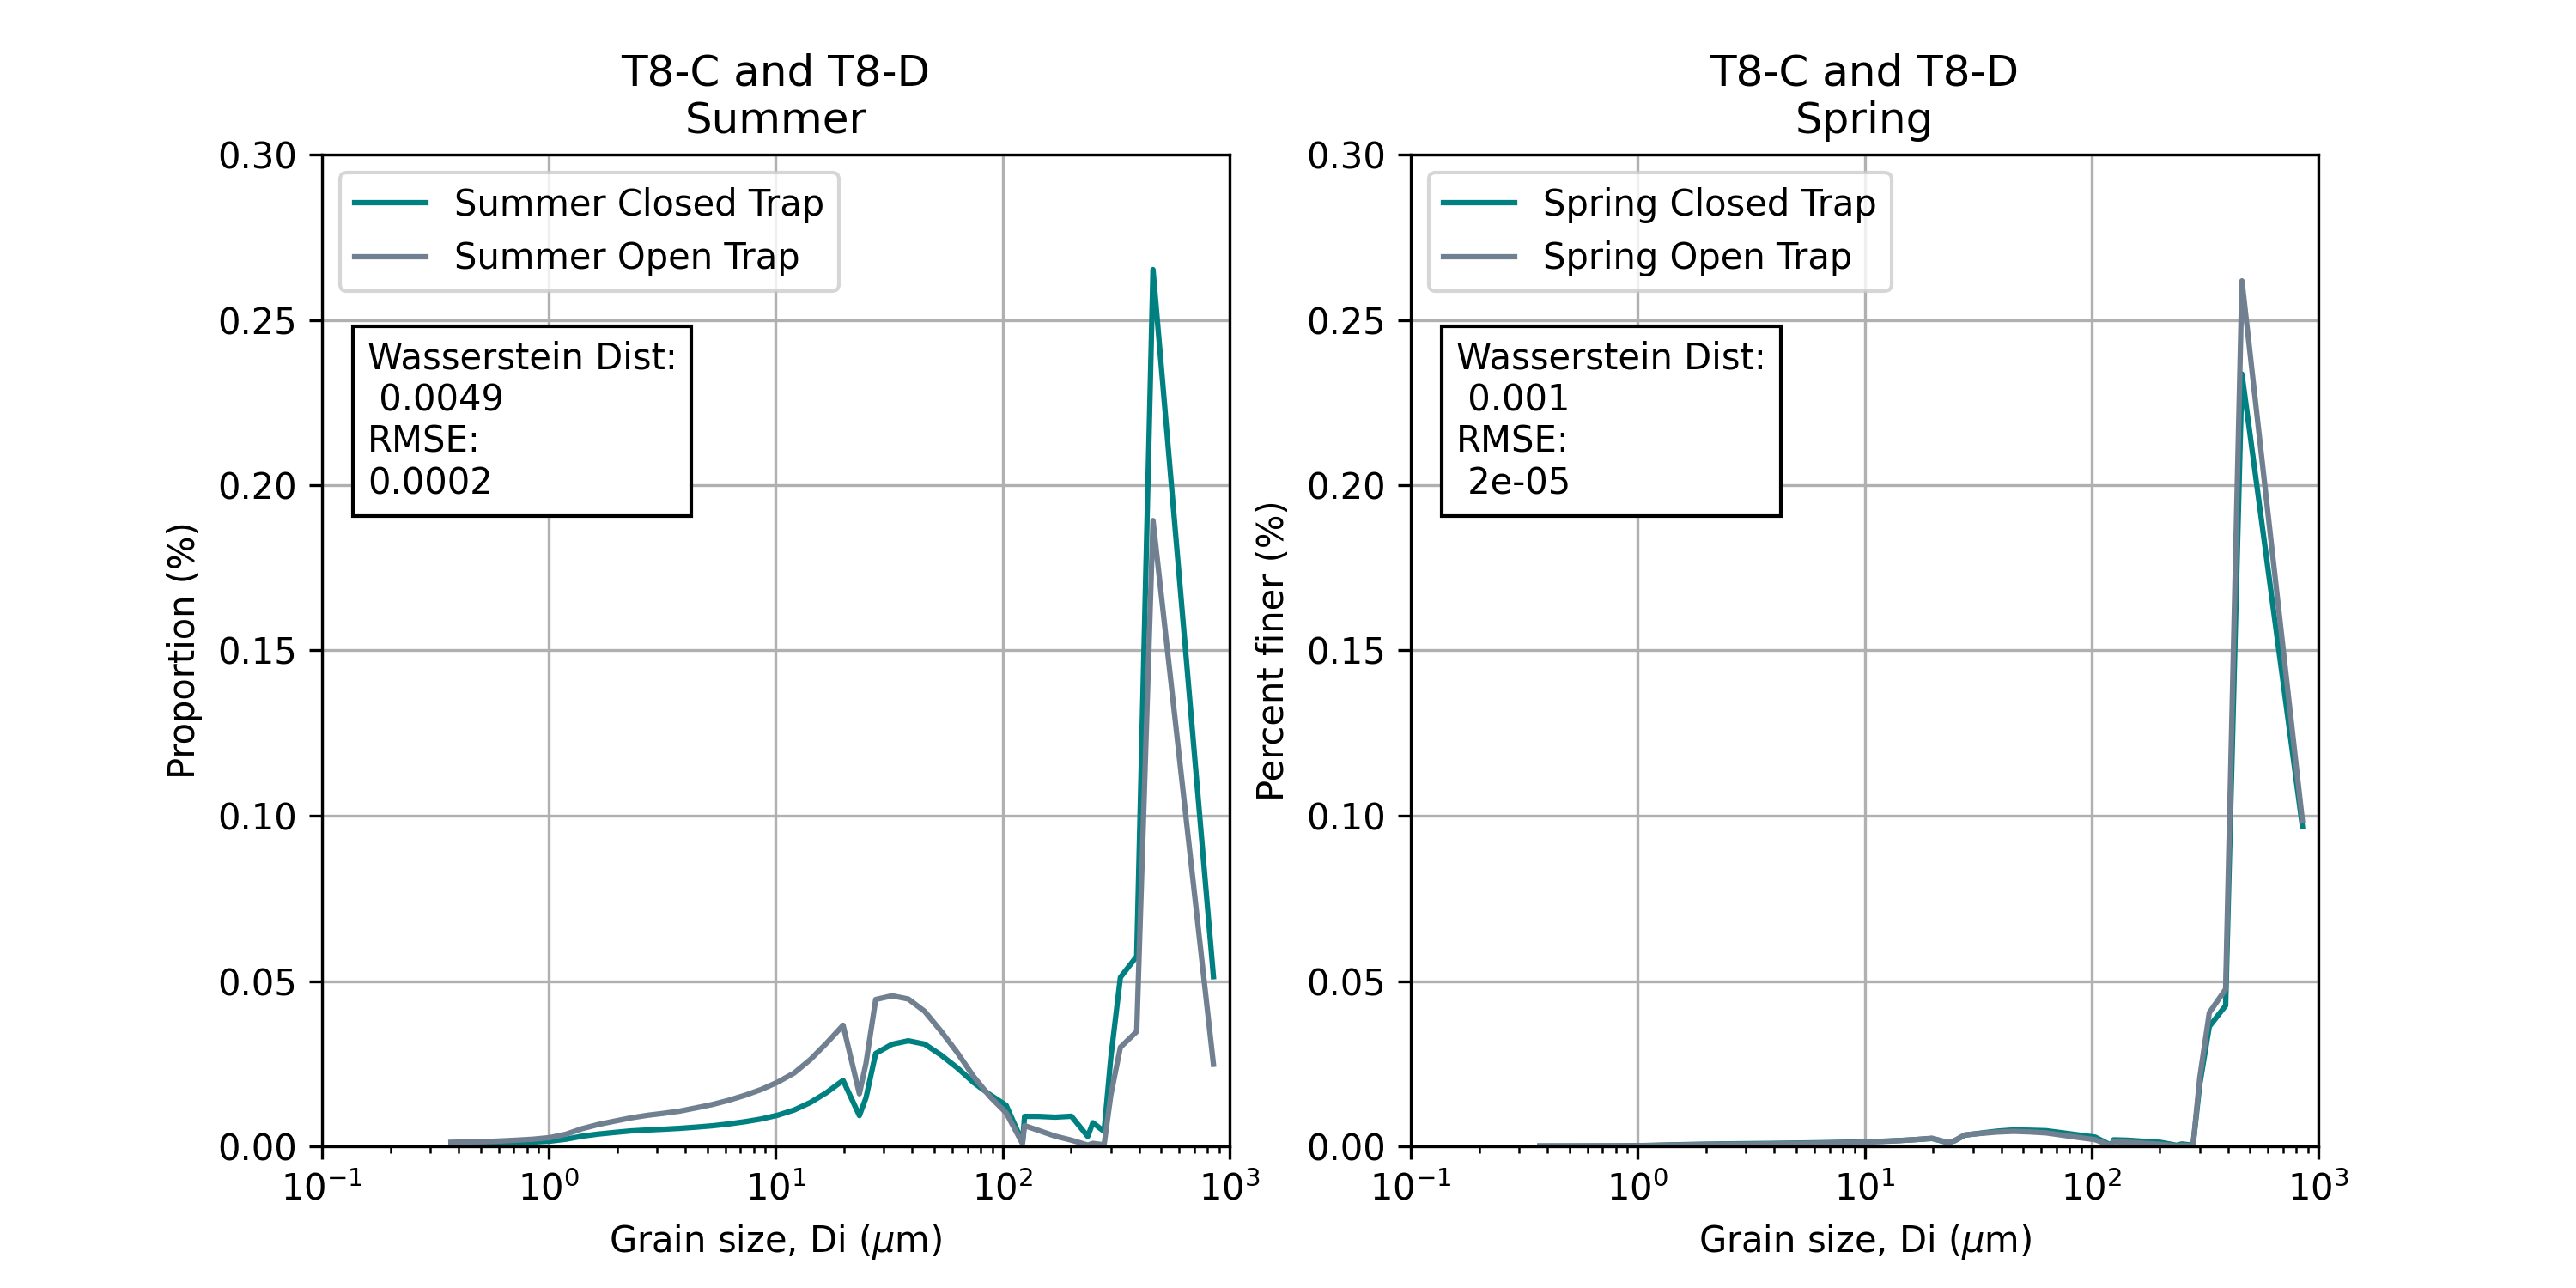 T8-C and T8-D
Summer
0.30
0.25
0.20
0.15
0.10
0.05
0.00
Proportion (%)
Summer Closed Trap
Summer Open Trap
Wasserstein Dist:
0.0049
RMSE:
0.0002
10⁻¹
10⁰
10¹
10²
10³
Grain size, Di (μm)
T8-C and T8-D
Spring
0.30
0.25
0.20
0.15
0.10
0.05
0.00
Percent finer (%)
Spring Closed Trap
Spring Open Trap
Wasserstein Dist:
0.001
RMSE:
2e-05
10⁻¹
10⁰
10¹
10²
10³
Grain size, Di (μm)